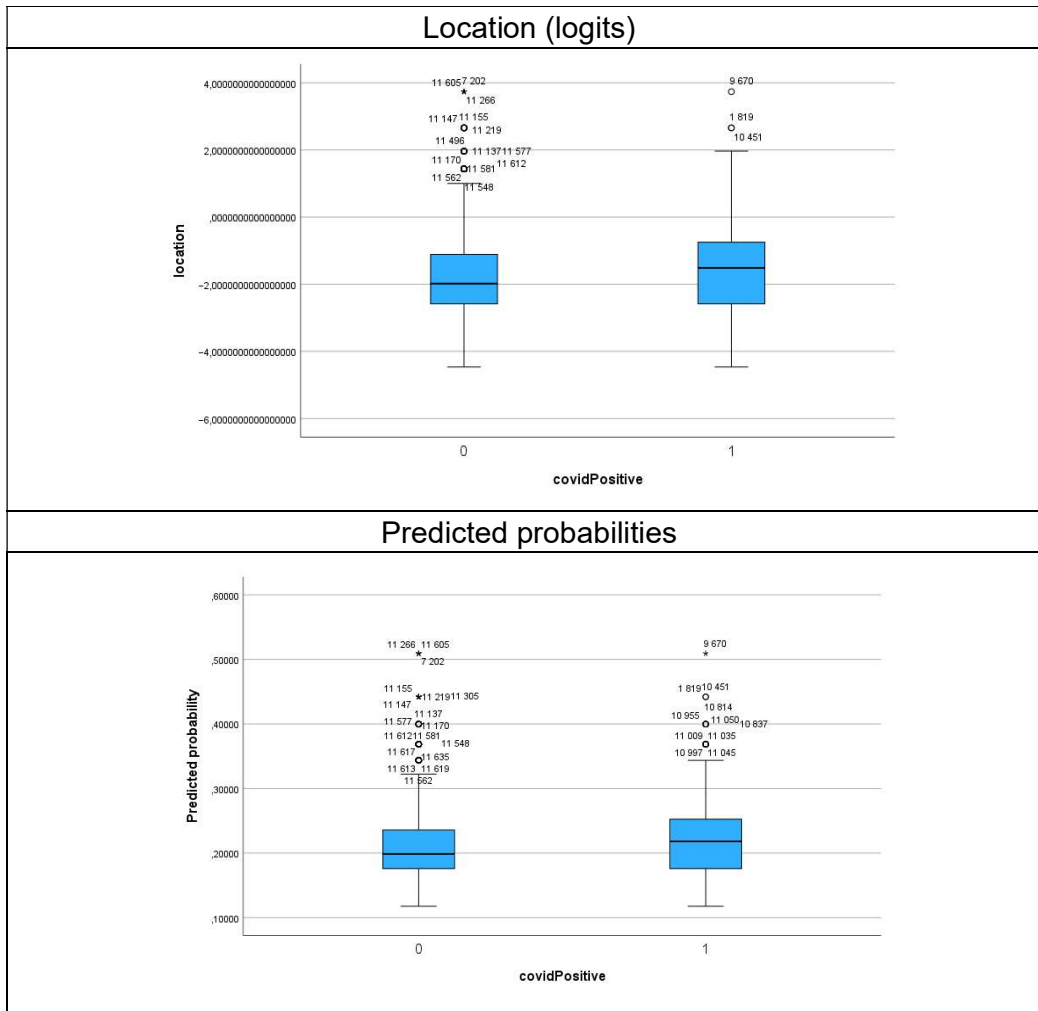 Location (logits)
4,0000000000000000
2,0000000000000000
,0000000000000000
−2,0000000000000000
−4,0000000000000000
−6,0000000000000000
location
11 605 7 202
11 266
11 147 11 155
11 219
11 496
11 137 11 577
11 170
11 581 11 612
11 562
11 548
9 670
1 819
10 451
0 1
covidPositive
Predicted probabilities
,60000
,50000
,40000
,30000
,20000
,10000
Predicted probability
11 266 11 605
7 202
11 155
11 219 11 305
11 147
11 137
11 577
11 170
11 612 11 581
11 548
11 617
11 635
11 613 11 619
11 562
9 670
1 819 10 451
10 814
10 955
11 050
10 837
11 009 11 035
10 997 11 045
0 1
covidPositive